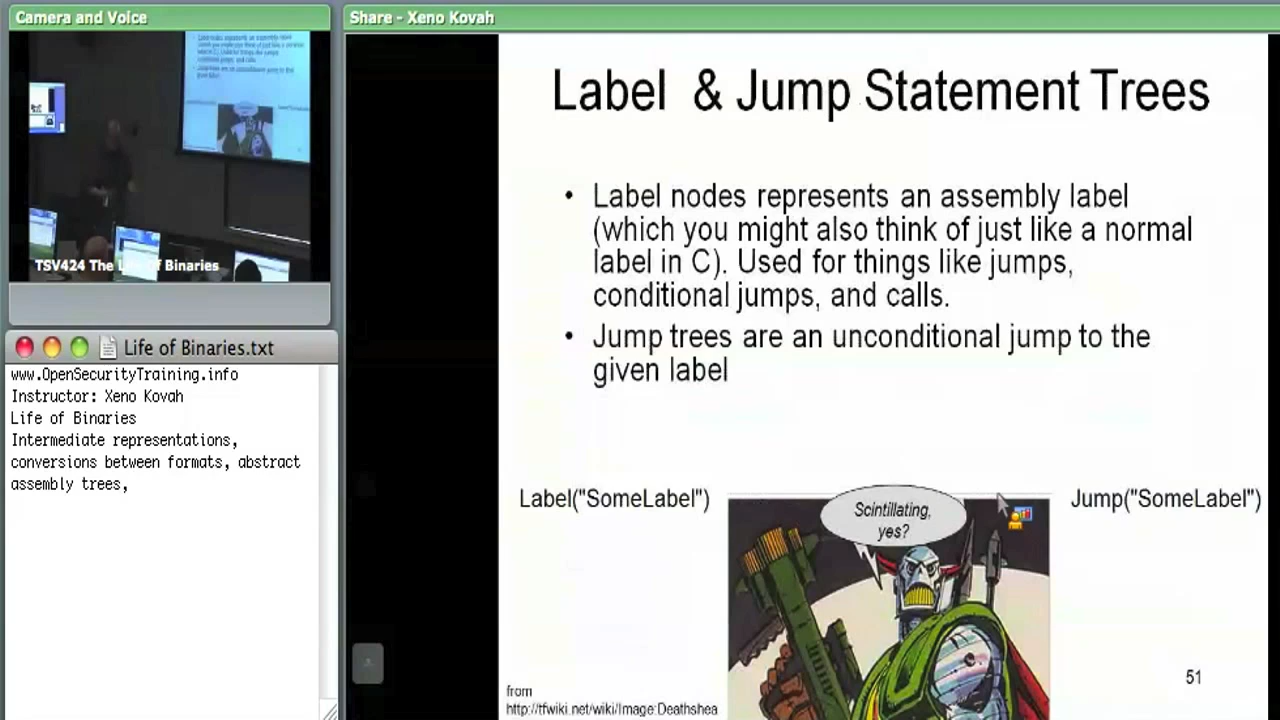 Camera and Voice
TSV424 The Life Of Binaries
Life of Binaries.txt
www.OpenSecurityTraining.info
Instructor: Xeno Kovah
Life of Binaries
Intermediate representations,
conversions between formats, abstract
assembly trees,
Share - Xeno Kovah
Label & Jump Statement Trees
• Label nodes represents an assembly label
(which you might also think of just like a normal
label in C). Used for things like jumps,
conditional jumps, and calls.
• Jump trees are an unconditional jump to the
given label
Label("SomeLabel")
Scintillating,
yes?
Jump("SomeLabel")
from
http://tfwiki.net/wiki/Image:Deathshea
51